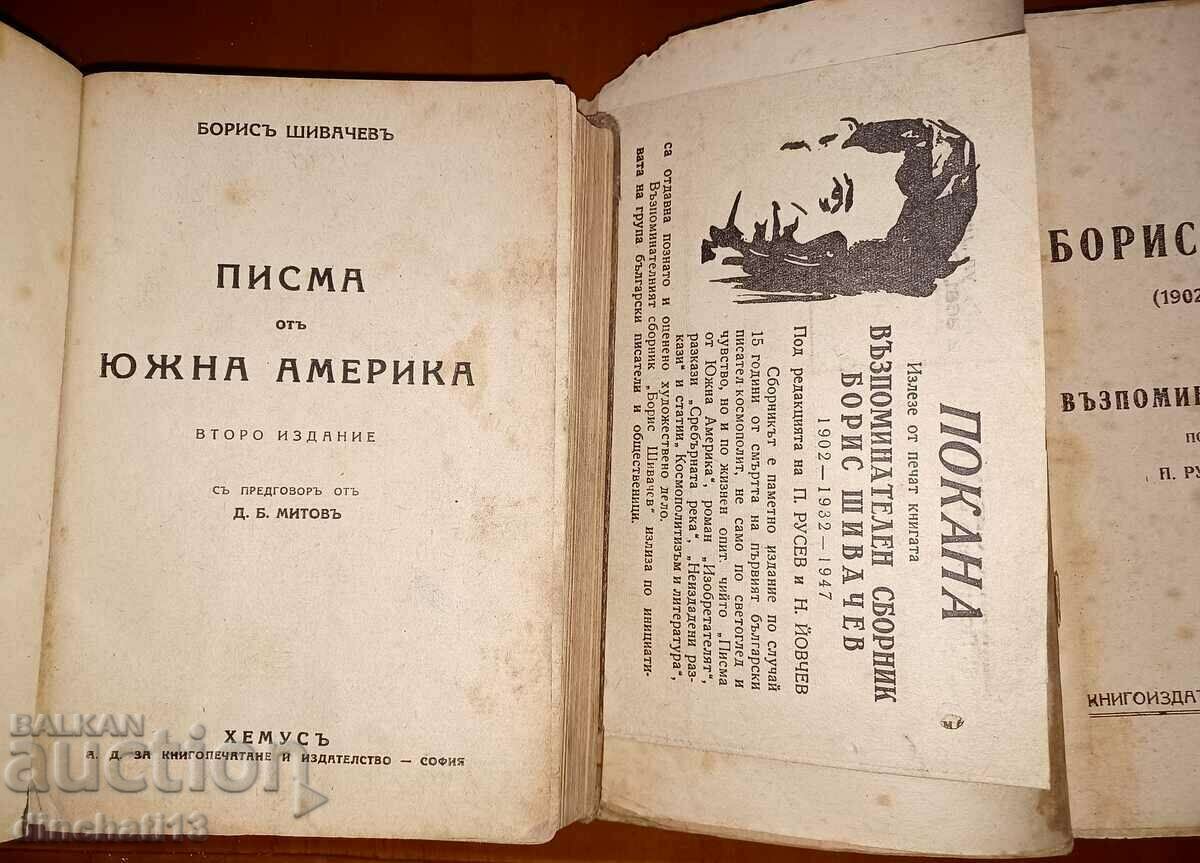 БОРИСЪ ШИВАЧЕВЪ
ПИСМА
ОТЪ
ЮЖНА АМЕРИКА
ВТОРО ИЗДАНИЕ
СЪ ПРЕДГОВОРЪ ОТЪ
Д. Б. МИТОВЪ
ХЕМУСЪ
А. Д. ЗА КНИГОПЕЧАТАНЕ И ИЗДАТЕЛСТВО — СОФИЯ
ПОКАНА
Излезе от печат книгата
ВЪЗПОМИНАТЕЛЕН СБОРНИК
БОРИС ШИВАЧЕВ
1902—1932—1947
Под редакцията на П. РУСЕВ и Н. ЙОВЧЕВ
Сборникът е паметно издание по случай
15 години от смъртта на първият български
писател-космополит, не само по светоглед и
чувство, но и по жизнен опит, чийто „Писма
от Южна Америка", роман „Изобретателят",
разкази „Сребърната река", „Неиздадени раз-
кази" и статии „Космополитизъм и литература",
са отдавна познато и оценено художествено дело.
Възпоминателният сборник „Борис Шивачев" излиза по инициати-
вата на група български писатели и общественици.
БОРИС
(1902
ВЪЗПОМИН
ПО
П. РУ
КНИГОИЗДАТ
BALKAN
auction
dinchati13